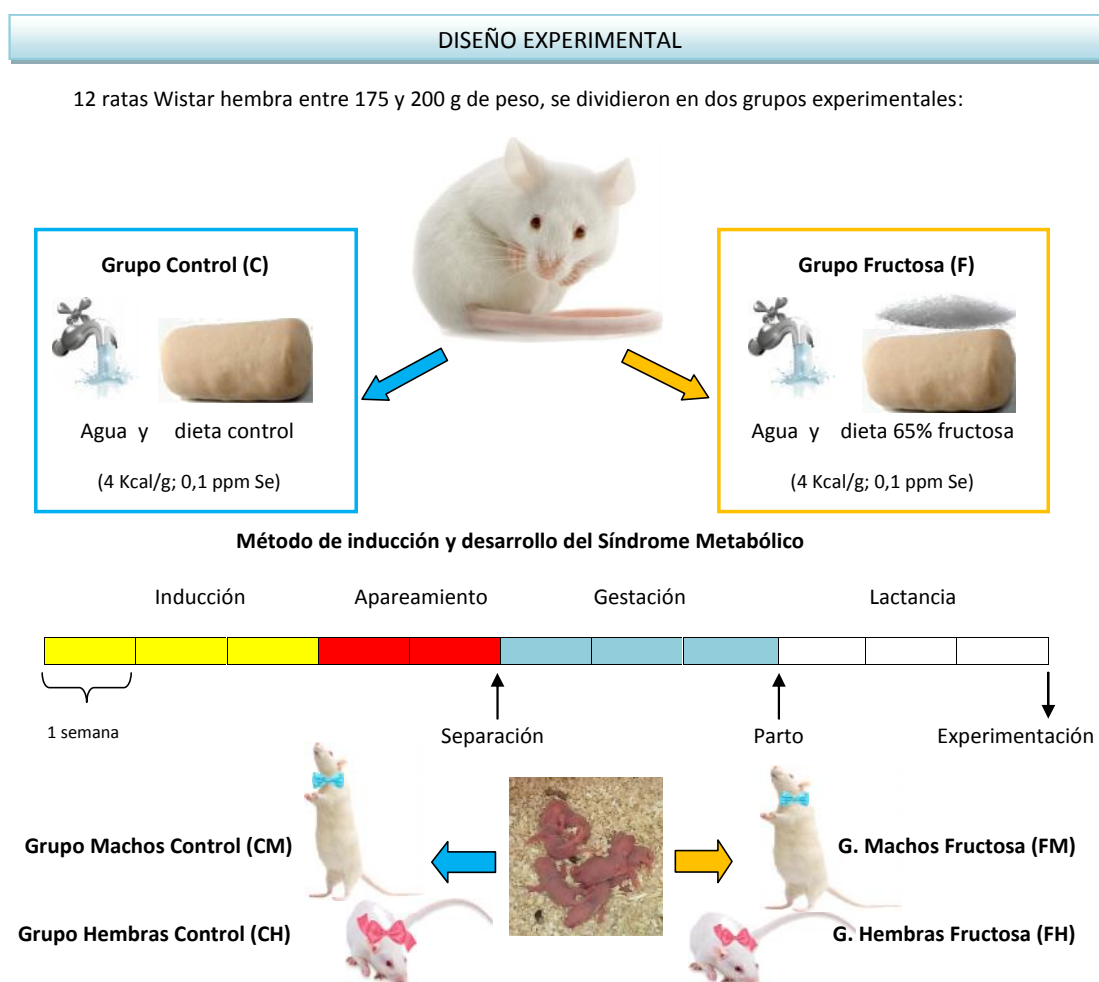 DISEÑO EXPERIMENTAL
12 ratas Wistar hembra entre 175 y 200 g de peso, se dividieron en dos grupos experimentales:
Grupo Control (C)
Agua y dieta control
(4 Kcal/g; 0,1 ppm Se)
Grupo Fructosa (F)
Agua y dieta 65% fructosa
(4 Kcal/g; 0,1 ppm Se)
Método de inducción y desarrollo del Síndrome Metabólico
Inducción Apareamiento Gestación Lactancia
1 semana
Separación Parto Experimentación
Grupo Machos Control (CM)
G. Machos Fructosa (FM)
Grupo Hembras Control (CH)
G. Hembras Fructosa (FH)